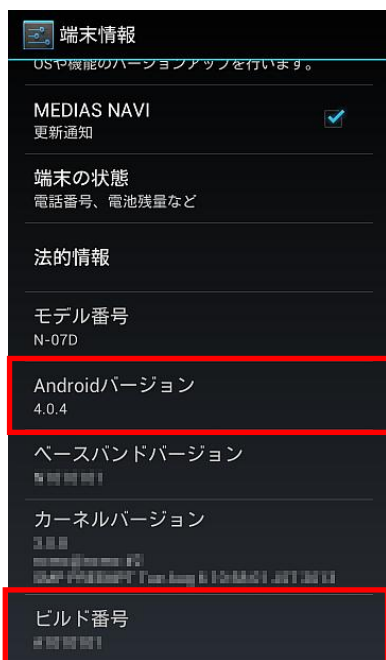 端末情報
OSや機能のバージョンアップを行います。
MEDIAS NAVI
更新通知
端末の状態
電話番号、電池残量など
法的情報
モデル番号
N-07D
Androidバージョン
4.0.4
ベースバンドバージョン
カーネルバージョン
ビルド番号